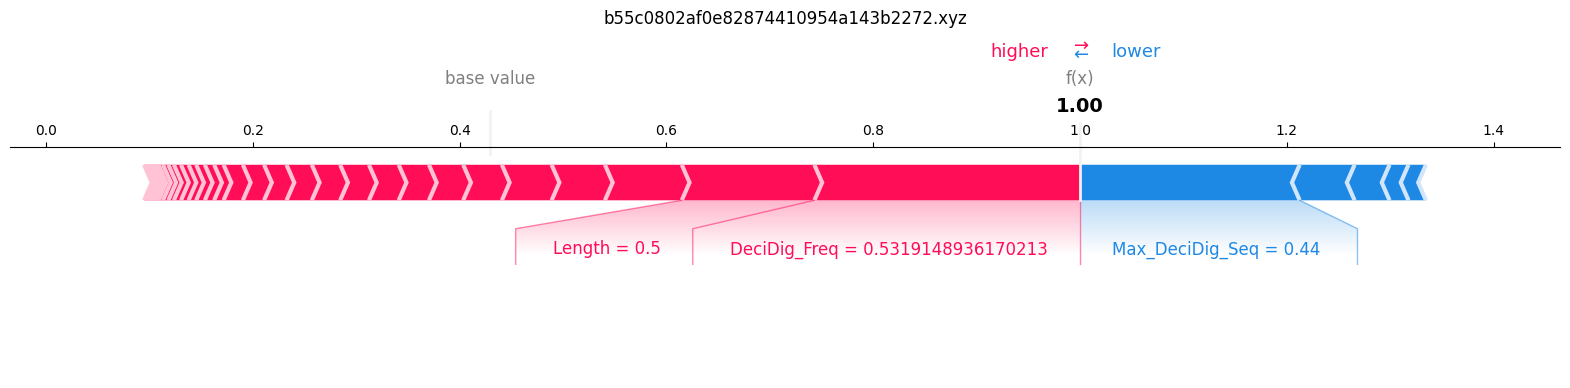 b55c0802af0e82874410954a143b2272.xyz
higher ⇄ lower
base value f(x)
1.00
0.0 0.2 0.4 0.6 0.8 1.0 1.2 1.4
Length = 0.5 DeciDig_Freq = 0.5319148936170213 Max_DeciDig_Seq = 0.44